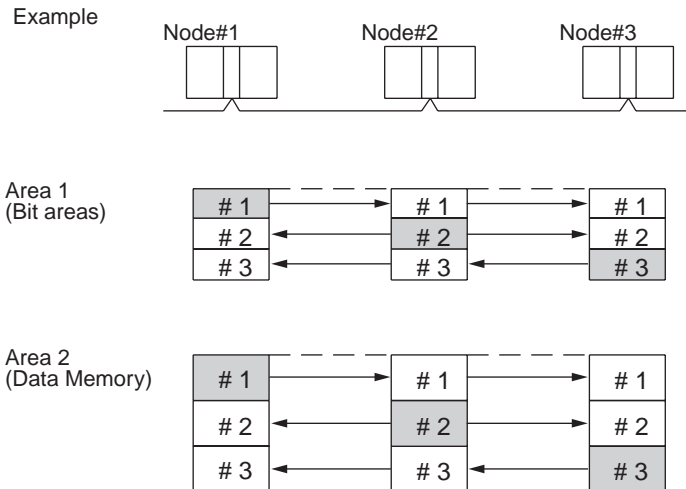 Example
Node#1 Node#2 Node#3
Area 1
(Bit areas)
# 1 # 1 # 1
# 2 # 2 # 2
# 3 # 3 # 3
Area 2
(Data Memory)
# 1 # 1 # 1
# 2 # 2 # 2
# 3 # 3 # 3